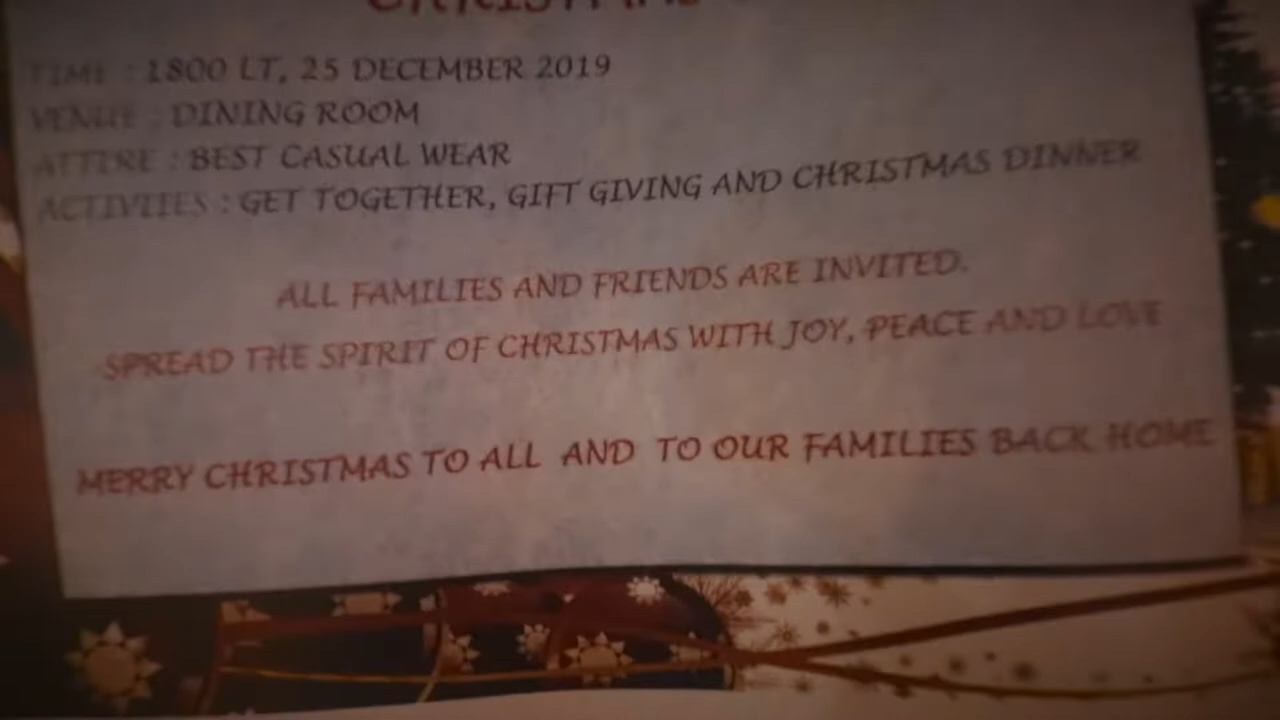 CHRISTMAS
TIME : 1800 LT, 25 DECEMBER 2019
VENUE : DINING ROOM
ATTIRE : BEST CASUAL WEAR
ACTIVITIES : GET TOGETHER, GIFT GIVING AND CHRISTMAS DINNER
ALL FAMILIES AND FRIENDS ARE INVITED.
SPREAD THE SPIRIT OF CHRISTMAS WITH JOY, PEACE AND LOVE
MERRY CHRISTMAS TO ALL AND TO OUR FAMILIES BACK HOME